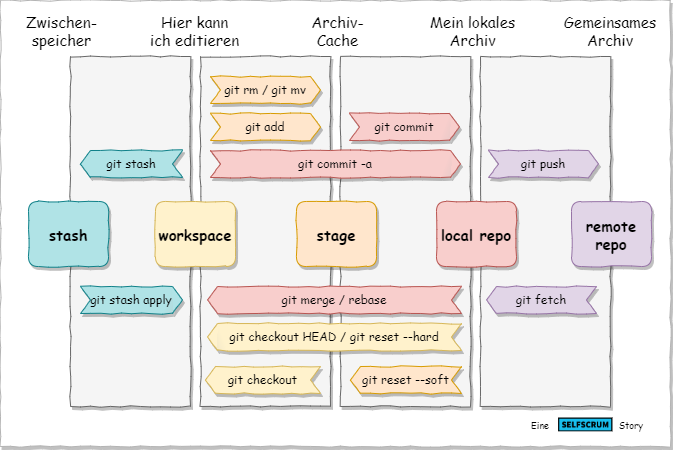 Zwischen-
speicher
Hier kann
ich editieren
Archiv-
Cache
Mein lokales
Archiv
Gemeinsames
Archiv
git rm / git mv
git add
git commit
git stash
git commit -a
git push
stash
workspace
stage
local repo
remote
repo
git stash apply
git merge / rebase
git fetch
git checkout HEAD / git reset --hard
git checkout
git reset --soft
Eine SELFSCRUM Story